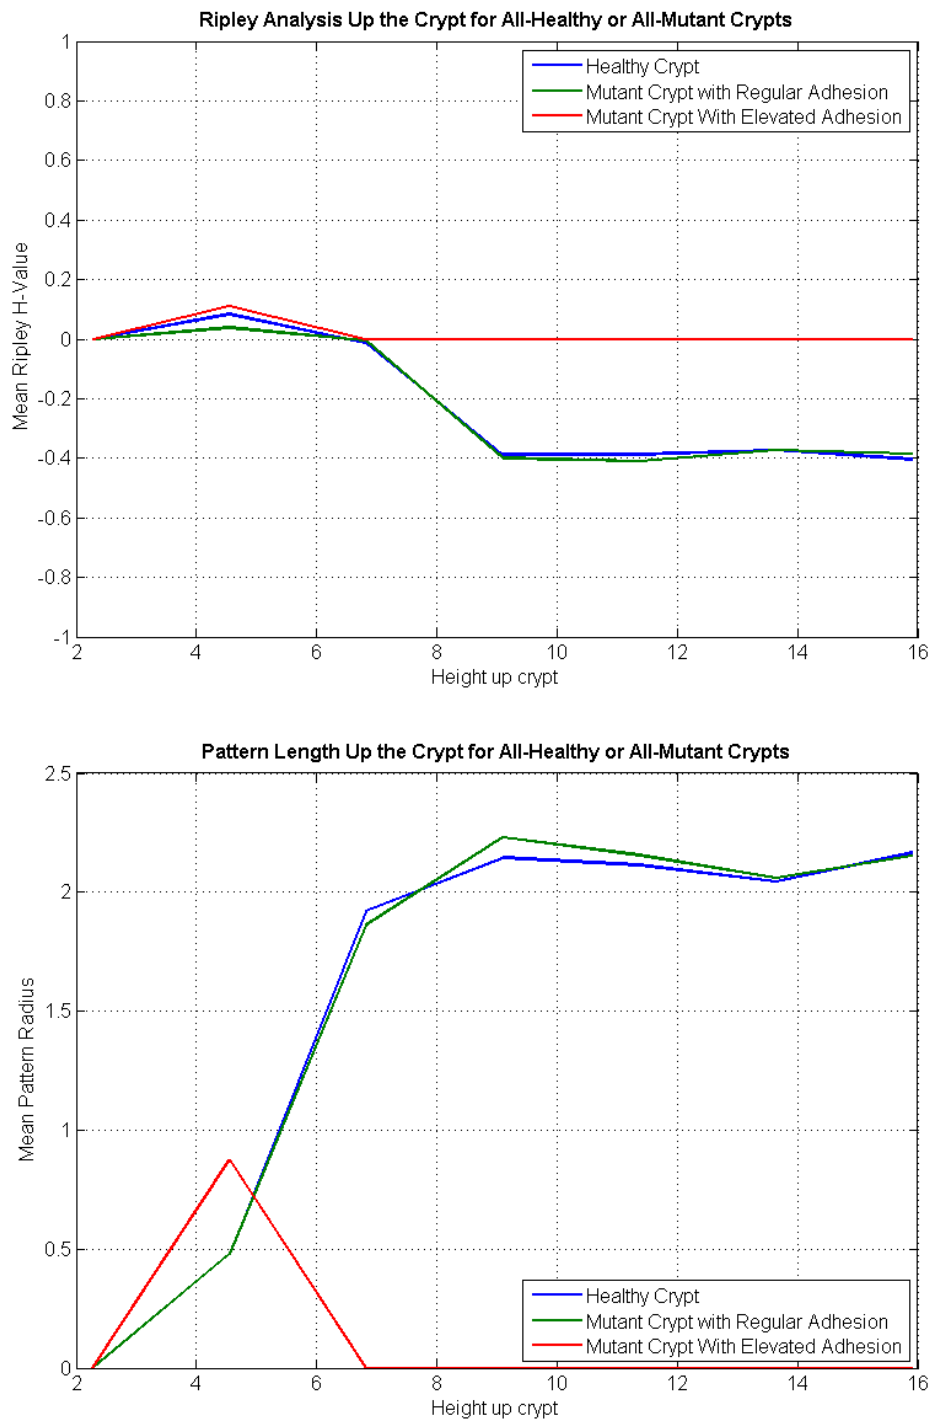 Ripley Analysis Up the Crypt for All-Healthy or All-Mutant Crypts
1
0.8
0.6
0.4
0.2
0
-0.2
-0.4
-0.6
-0.8
-1
Mean Ripley H-Value
Healthy Crypt
Mutant Crypt with Regular Adhesion
Mutant Crypt With Elevated Adhesion
2 4 6 8 10 12 14 16
Height up crypt
Pattern Length Up the Crypt for All-Healthy or All-Mutant Crypts
2.5
2
1.5
1
0.5
0
Mean Pattern Radius
Healthy Crypt
Mutant Crypt with Regular Adhesion
Mutant Crypt With Elevated Adhesion
2 4 6 8 10 12 14 16
Height up crypt